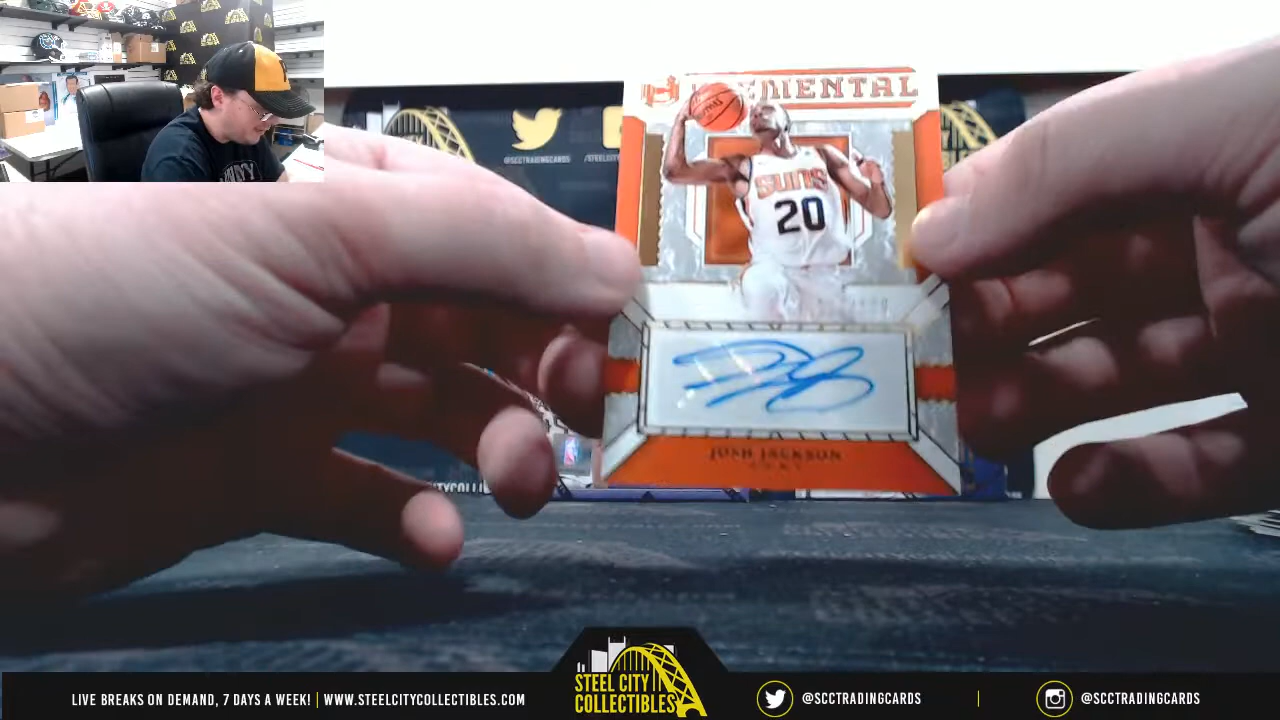 ELEMENTAL
SUNS
20
@SCCTRADINGCARDS
JOSH JACKSON
LIVE BREAKS ON DEMAND, 7 DAYS A WEEK! | WWW.STEELCITYCOLLECTIBLES.COM
STEEL CITY
COLLECTIBLES
@SCCTRADINGCARDS
@SCCTRADINGCARDS